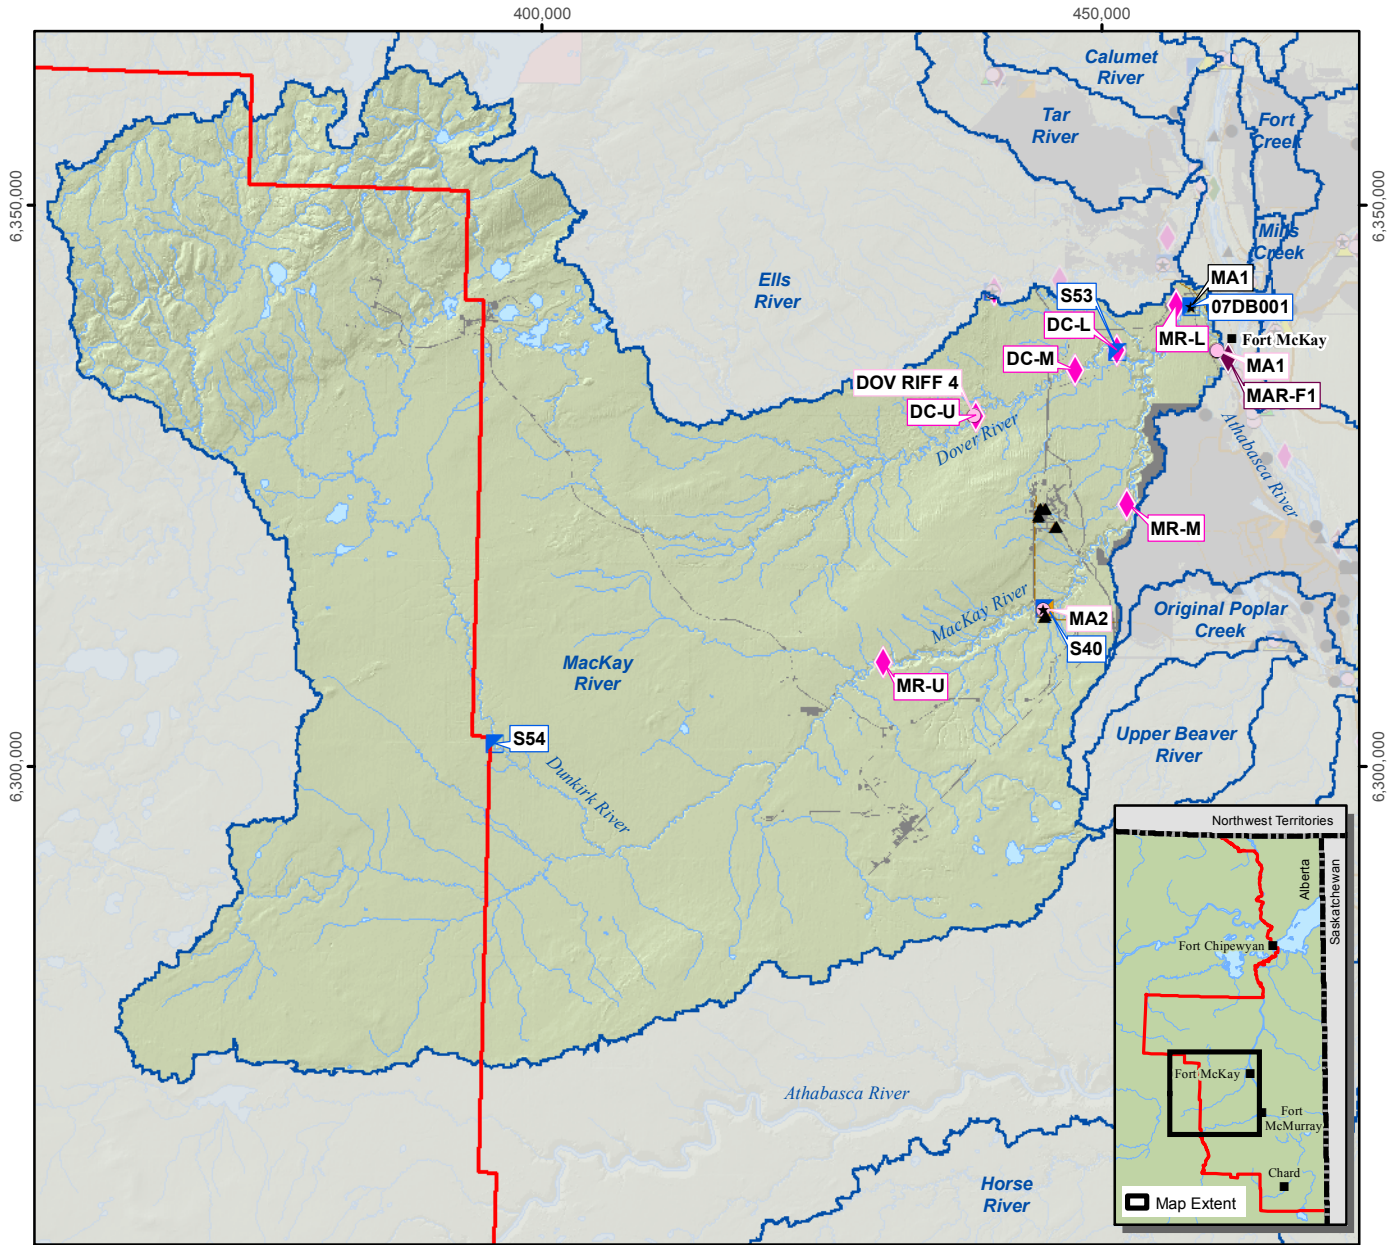 400,000
450,000
6,350,000
6,350,000
6,300,000
6,300,000
Calumet
River
Tar
River
Fort
Creek
Mills
Creek
Ells
River
MA1
S53
07DB001
DC-L
MR-L
Fort McKay
DC-M
MA1
DOV RIFF 4
MAR-F1
DC-U
Dover River
Athabasca River
MR-M
MacKay River
Original Poplar
Creek
MA2
S40
MacKay
River
MR-U
Upper Beaver
River
S54
Dunkirk River
Athabasca River
Horse
River
Northwest Territories
Alberta
Saskatchewan
Fort Chipewyan
Fort McKay
Fort
McMurray
Chard
Map Extent